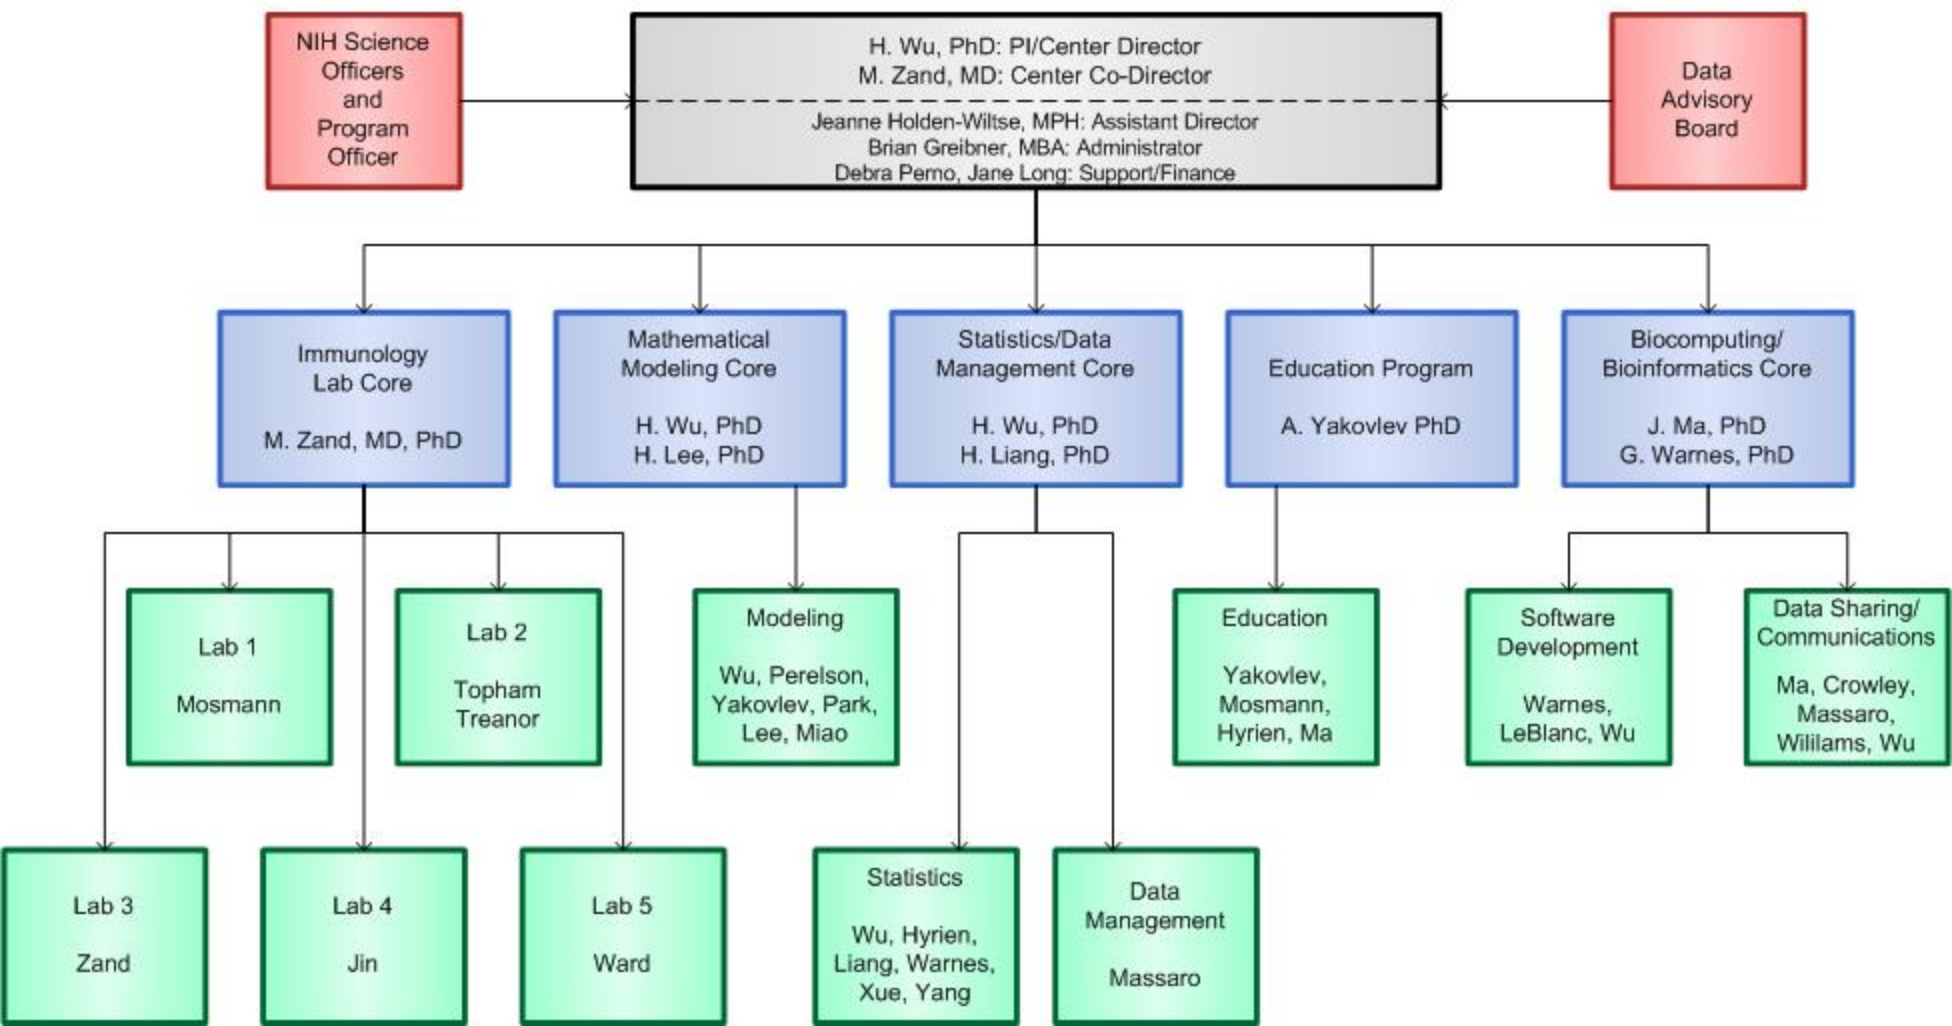 NIH Science
Officers
and
Program
Officer
H. Wu, PhD: PI/Center Director
M. Zand, MD: Center Co-Director
Jeanne Holden-Wiltse, MPH: Assistant Director
Brian Greibner, MBA: Administrator
Debra Perno, Jane Long: Support/Finance
Data
Advisory
Board
Immunology
Lab Core
M. Zand, MD, PhD
Mathematical
Modeling Core
H. Wu, PhD
H. Lee, PhD
Statistics/Data
Management Core
H. Wu, PhD
H. Liang, PhD
Education Program
A. Yakovlev PhD
Biocomputing/
Bioinformatics Core
J. Ma, PhD
G. Warnes, PhD
Lab 1
Mosmann
Lab 2
Topham
Treanor
Modeling
Wu, Perelson,
Yakovlev, Park,
Lee, Miao
Education
Yakovlev,
Mosmann,
Hyrien, Ma
Software
Development
Warnes,
LeBlanc, Wu
Data Sharing/
Communications
Ma, Crowley,
Massaro,
Wililams, Wu
Lab 3
Zand
Lab 4
Jin
Lab 5
Ward
Statistics
Wu, Hyrien,
Liang, Warnes,
Xue, Yang
Data
Management
Massaro